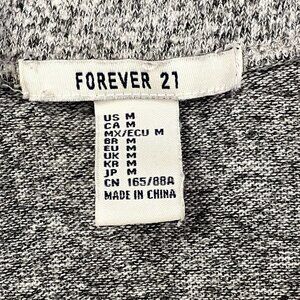 FOREVER 21
US M
CA M
MX/ECU M
BR M
EU M
UK M
KR M
JP M
CN 165/88A
MADE IN CHINA